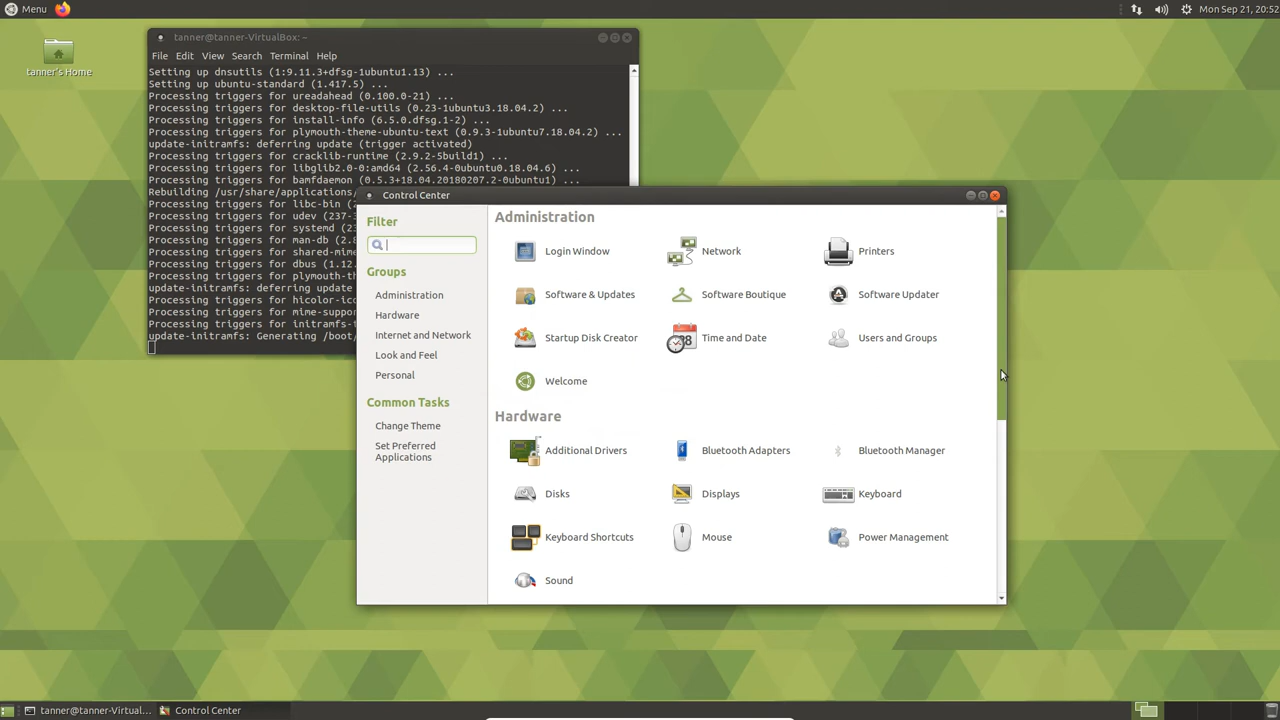 Menu
Mon Sep 21, 20:52
tanner's Home
tanner@tanner-VirtualBox: ~
File Edit View Search Terminal Help
Setting up dnsutils (1:9.11.3+dfsg-1ubuntu1.13) ...
Setting up ubuntu-standard (1.417.5) ...
Processing triggers for ureadahead (0.100.0-21) ...
Processing triggers for desktop-file-utils (0.23-1ubuntu3.18.04.2) ...
Processing triggers for install-info (6.5.0.dfsg.1-2) ...
Processing triggers for plymouth-theme-ubuntu-text (0.9.3-1ubuntu7.18.04.2) ...
update-initramfs: deferring update (trigger activated)
Processing triggers for cracklib-runtime (2.9.2-5build1) ...
Processing triggers for libglib2.0-0:amd64 (2.56.4-0ubuntu0.18.04.6) ...
Processing triggers for bamfdaemon (0.5.3+18.04.20180207.2-0ubuntu1) ...
Rebuilding /usr/share/applications/
Processing triggers for libc-bin (2
Processing triggers for udev (237-3
Processing triggers for systemd (23
Processing triggers for man-db (2.8
Processing triggers for shared-mime
Processing triggers for dbus (1.12.
Processing triggers for plymouth-th
update-initramfs: deferring update
Processing triggers for hicolor-ico
Processing triggers for mime-suppor
Processing triggers for initramfs-t
update-initramfs: Generating /boot/
Control Center
Filter
Groups
Administration
Hardware
Internet and Network
Look and Feel
Personal
Common Tasks
Change Theme
Set Preferred
Applications
Administration
Login Window Network Printers
Software & Updates Software Boutique Software Updater
Startup Disk Creator Time and Date Users and Groups
Welcome
Hardware
Additional Drivers Bluetooth Adapters Bluetooth Manager
Disks Displays Keyboard
Keyboard Shortcuts Mouse Power Management
Sound
tanner@tanner-Virtual... Control Center